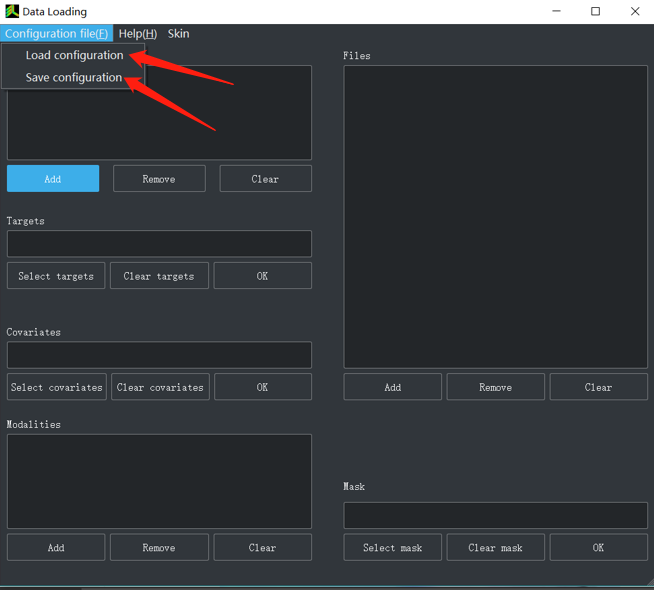 Data Loading
Configuration file(F) Help(H) Skin
Load configuration
Save configuration
Files
Add Remove Clear
Targets
Select targets Clear targets OK
Covariates
Select covariates Clear covariates OK
Add Remove Clear
Modalities
Mask
Add Remove Clear
Select mask Clear mask OK